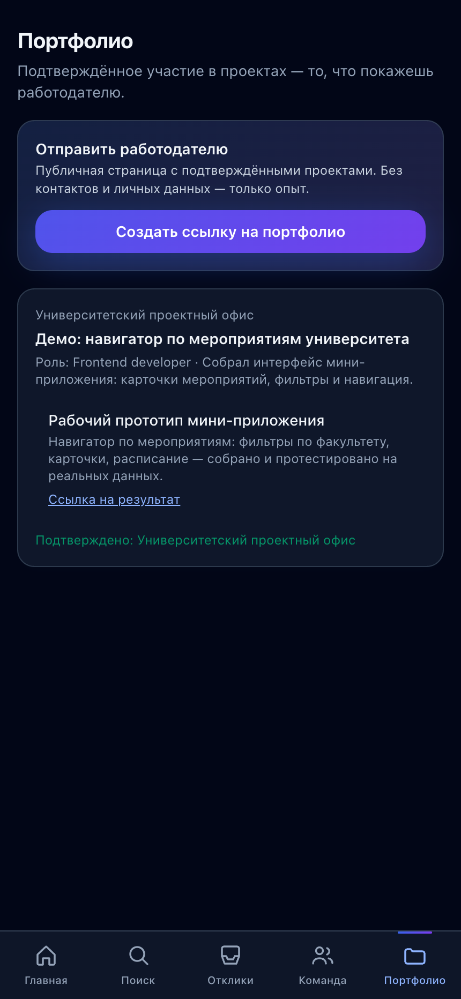 Портфолио
Подтверждённое участие в проектах — то, что покажешь
работодателю.
Отправить работодателю
Публичная страница с подтверждёнными проектами. Без
контактов и личных данных — только опыт.
Создать ссылку на портфолио
Университетский проектный офис
Демо: навигатор по мероприятиям университета
Роль: Frontend developer · Собрал интерфейс мини-
приложения: карточки мероприятий, фильтры и навигация.
Рабочий прототип мини-приложения
Навигатор по мероприятиям: фильтры по факультету,
карточки, расписание — собрано и протестировано на
реальных данных.
Ссылка на результат
Подтверждено: Университетский проектный офис
Главная
Поиск
Отклики
Команда
Портфолио